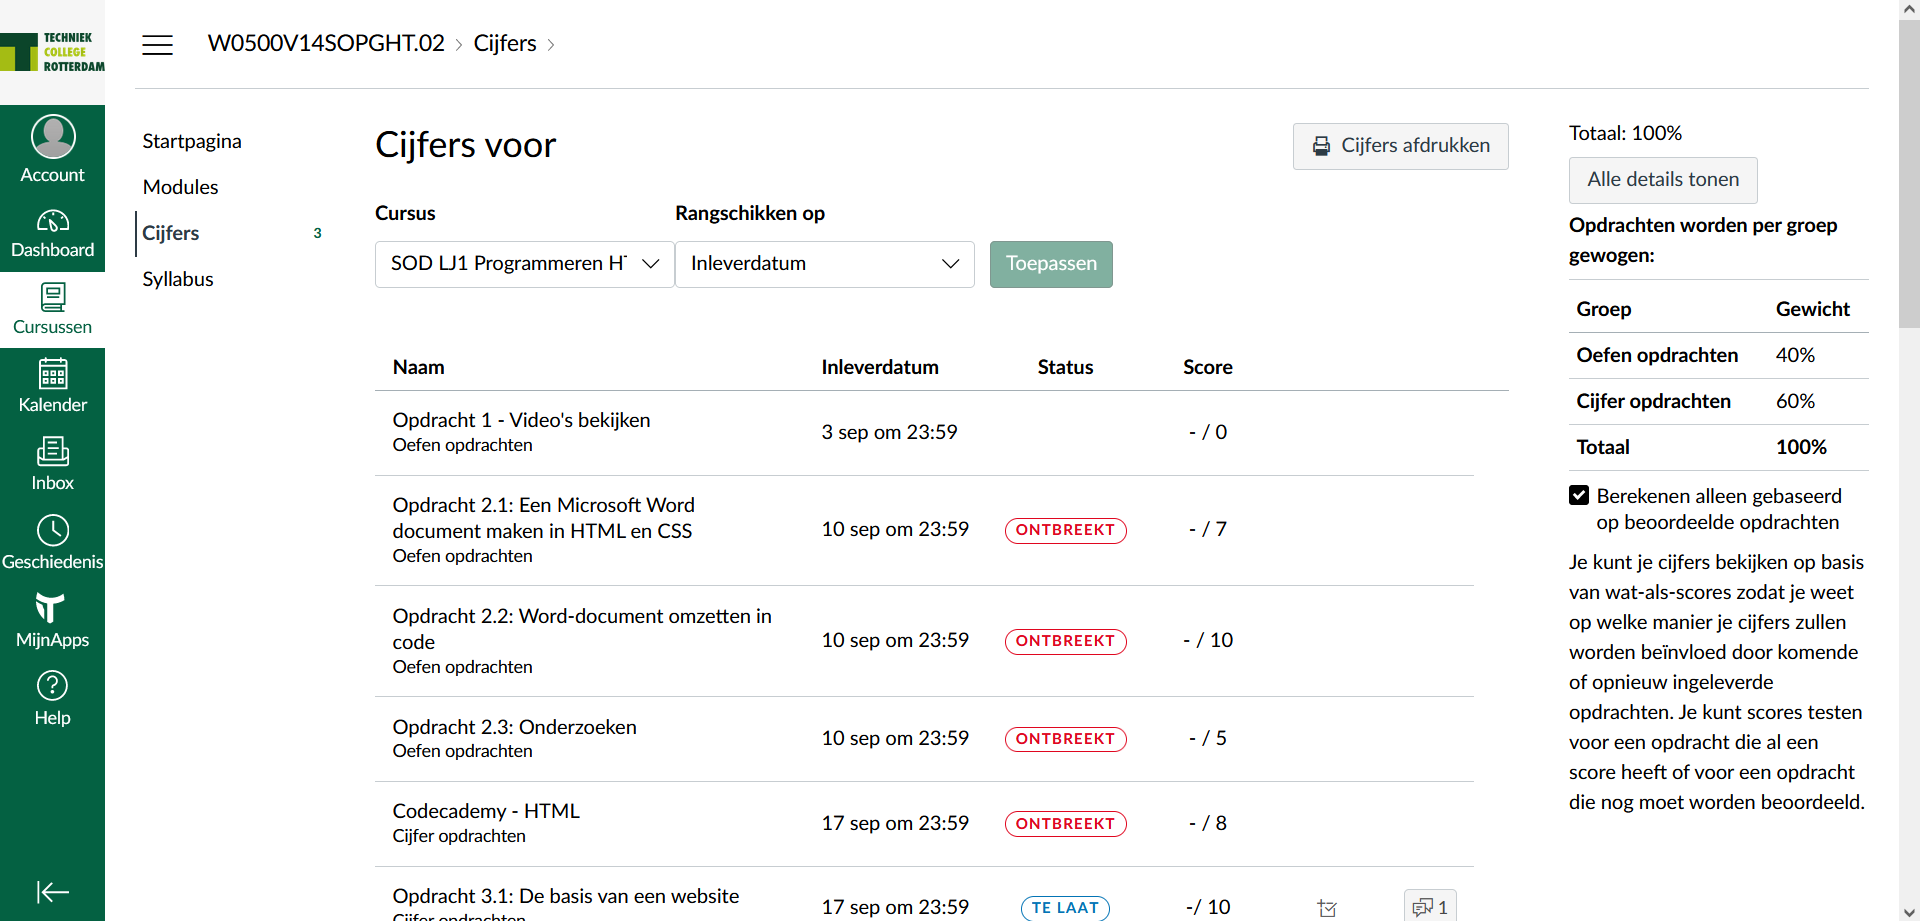 TECHNIEK
COLLEGE
ROTTERDAM
Account
Dashboard
Cursussen
Kalender
Inbox
Geschiedenis
MijnApps
Help
W0500V14SOPGHT.02 > Cijfers >
Startpagina
Modules
Cijfers 3
Syllabus
Cijfers voor
Cijfers afdrukken
Cursus Rangschikken op
SOD LJ1 Programmeren HT Inleverdatum Toepassen
Naam Inleverdatum Status Score
Opdracht 1 - Video's bekijken
Oefen opdrachten
3 sep om 23:59 - / 0
Opdracht 2.1: Een Microsoft Word
document maken in HTML en CSS
Oefen opdrachten
10 sep om 23:59 ONTBREEKT - / 7
Opdracht 2.2: Word-document omzetten in
code
Oefen opdrachten
10 sep om 23:59 ONTBREEKT - / 10
Opdracht 2.3: Onderzoeken
Oefen opdrachten
10 sep om 23:59 ONTBREEKT - / 5
Codecademy - HTML
Cijfer opdrachten
17 sep om 23:59 ONTBREEKT - / 8
Opdracht 3.1: De basis van een website
Cijfer opdrachten
17 sep om 23:59 TE LAAT -/ 10 1
Totaal: 100%
Alle details tonen
Opdrachten worden per groep
gewogen:
Groep Gewicht
Oefen opdrachten 40%
Cijfer opdrachten 60%
Totaal 100%
Berekenen alleen gebaseerd
op beoordeelde opdrachten
Je kunt je cijfers bekijken op basis
van wat-als-scores zodat je weet
op welke manier je cijfers zullen
worden beïnvloed door komende
of opnieuw ingeleverde
opdrachten. Je kunt scores testen
voor een opdracht die al een
score heeft of voor een opdracht
die nog moet worden beoordeeld.